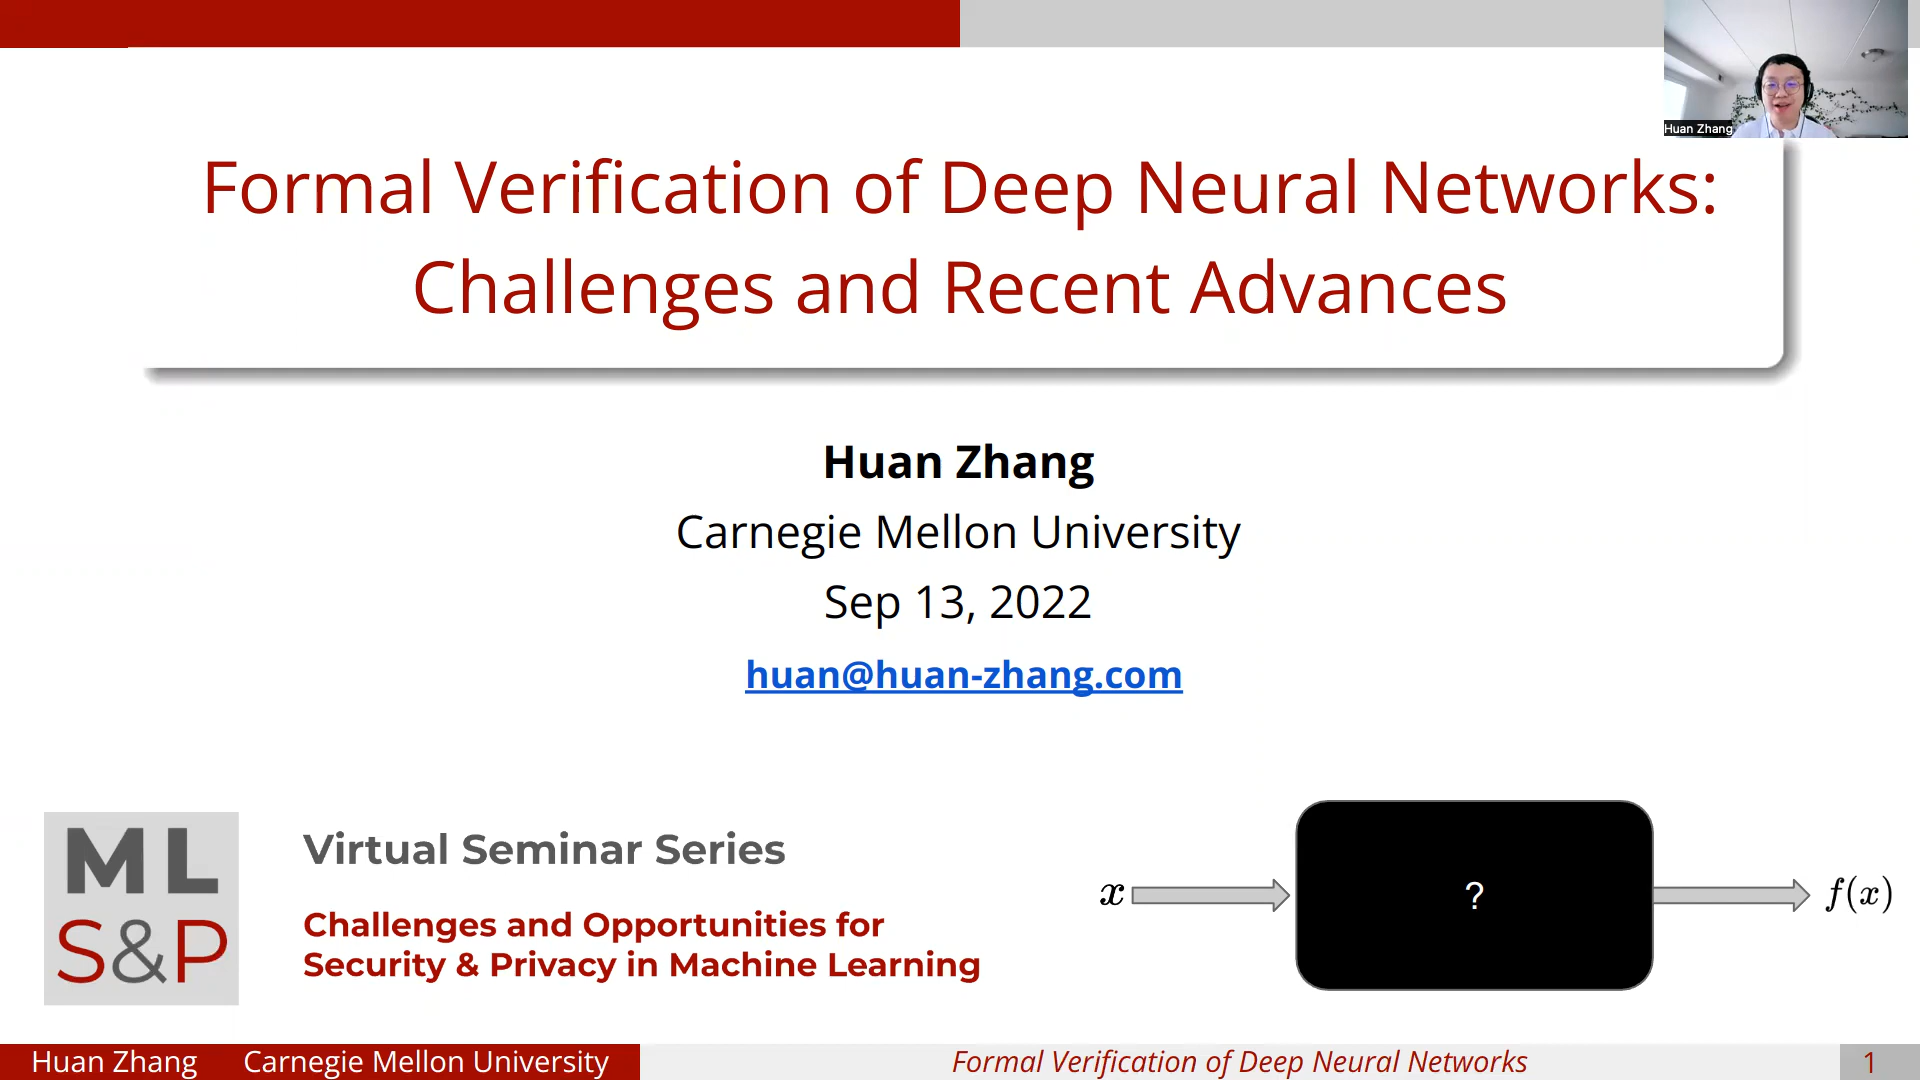 Huan Zhang
Formal Verification of Deep Neural Networks:
Challenges and Recent Advances
Huan Zhang
Carnegie Mellon University
Sep 13, 2022
huan@huan-zhang.com
ML
S&P
Virtual Seminar Series
Challenges and Opportunities for
Security & Privacy in Machine Learning
x
?
f(x)
Huan Zhang Carnegie Mellon University
Formal Verification of Deep Neural Networks
1